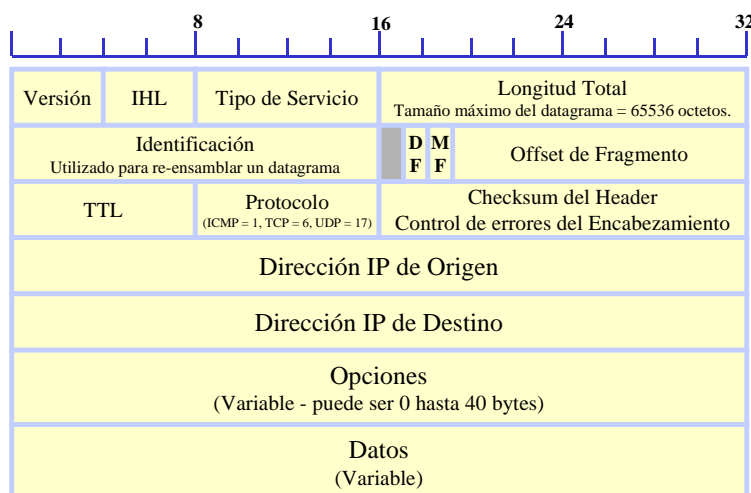 8 16 24 32
Versión IHL Tipo de Servicio Longitud Total
Tamaño máximo del datagrama = 65536 octetos.
Identificación
Utilizado para re-ensamblar un datagrama
D
F
M
F
Offset de Fragmento
TTL
Protocolo
(ICMP = 1, TCP = 6, UDP = 17)
Checksum del Header
Control de errores del Encabezamiento
Dirección IP de Origen
Dirección IP de Destino
Opciones
(Variable - puede ser 0 hasta 40 bytes)
Datos
(Variable)